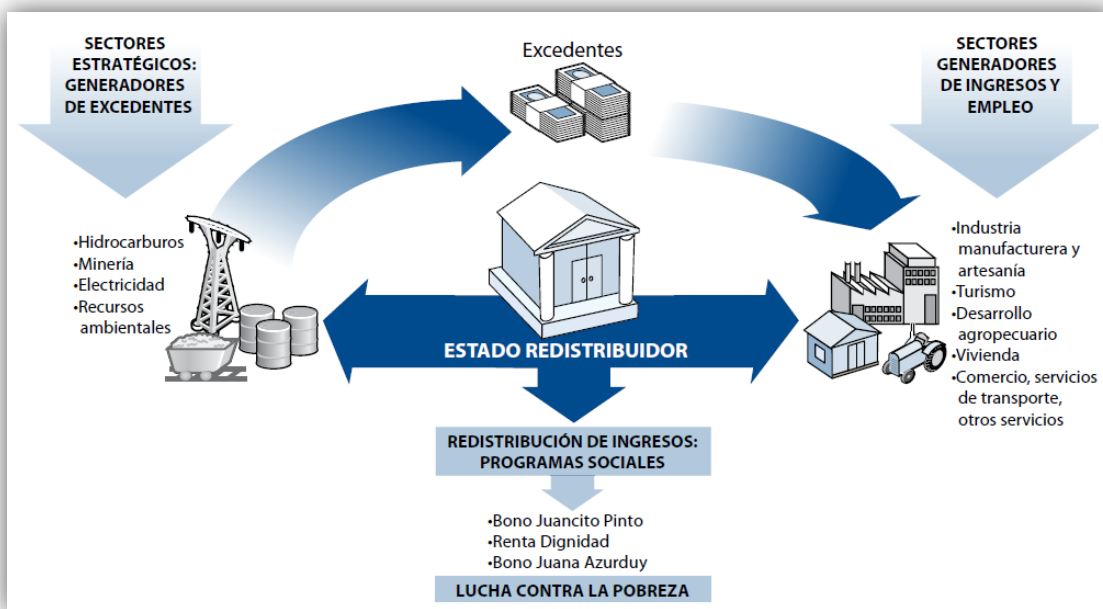 SECTORES
ESTRATÉGICOS:
GENERADORES
DE EXCEDENTES
•Hidrocarburos
•Minería
•Electricidad
•Recursos
ambientales
Excedentes
SECTORES
GENERADORES
DE INGRESOS Y
EMPLEO
•Industria
manufacturera y
artesanía
•Turismo
•Desarrollo
agropecuario
•Vivienda
•Comercio, servicios
de transporte,
otros servicios
ESTADO REDISTRIBUIDOR
REDISTRIBUCIÓN DE INGRESOS:
PROGRAMAS SOCIALES
•Bono Juancito Pinto
•Renta Dignidad
•Bono Juana Azurduy
LUCHA CONTRA LA POBREZA